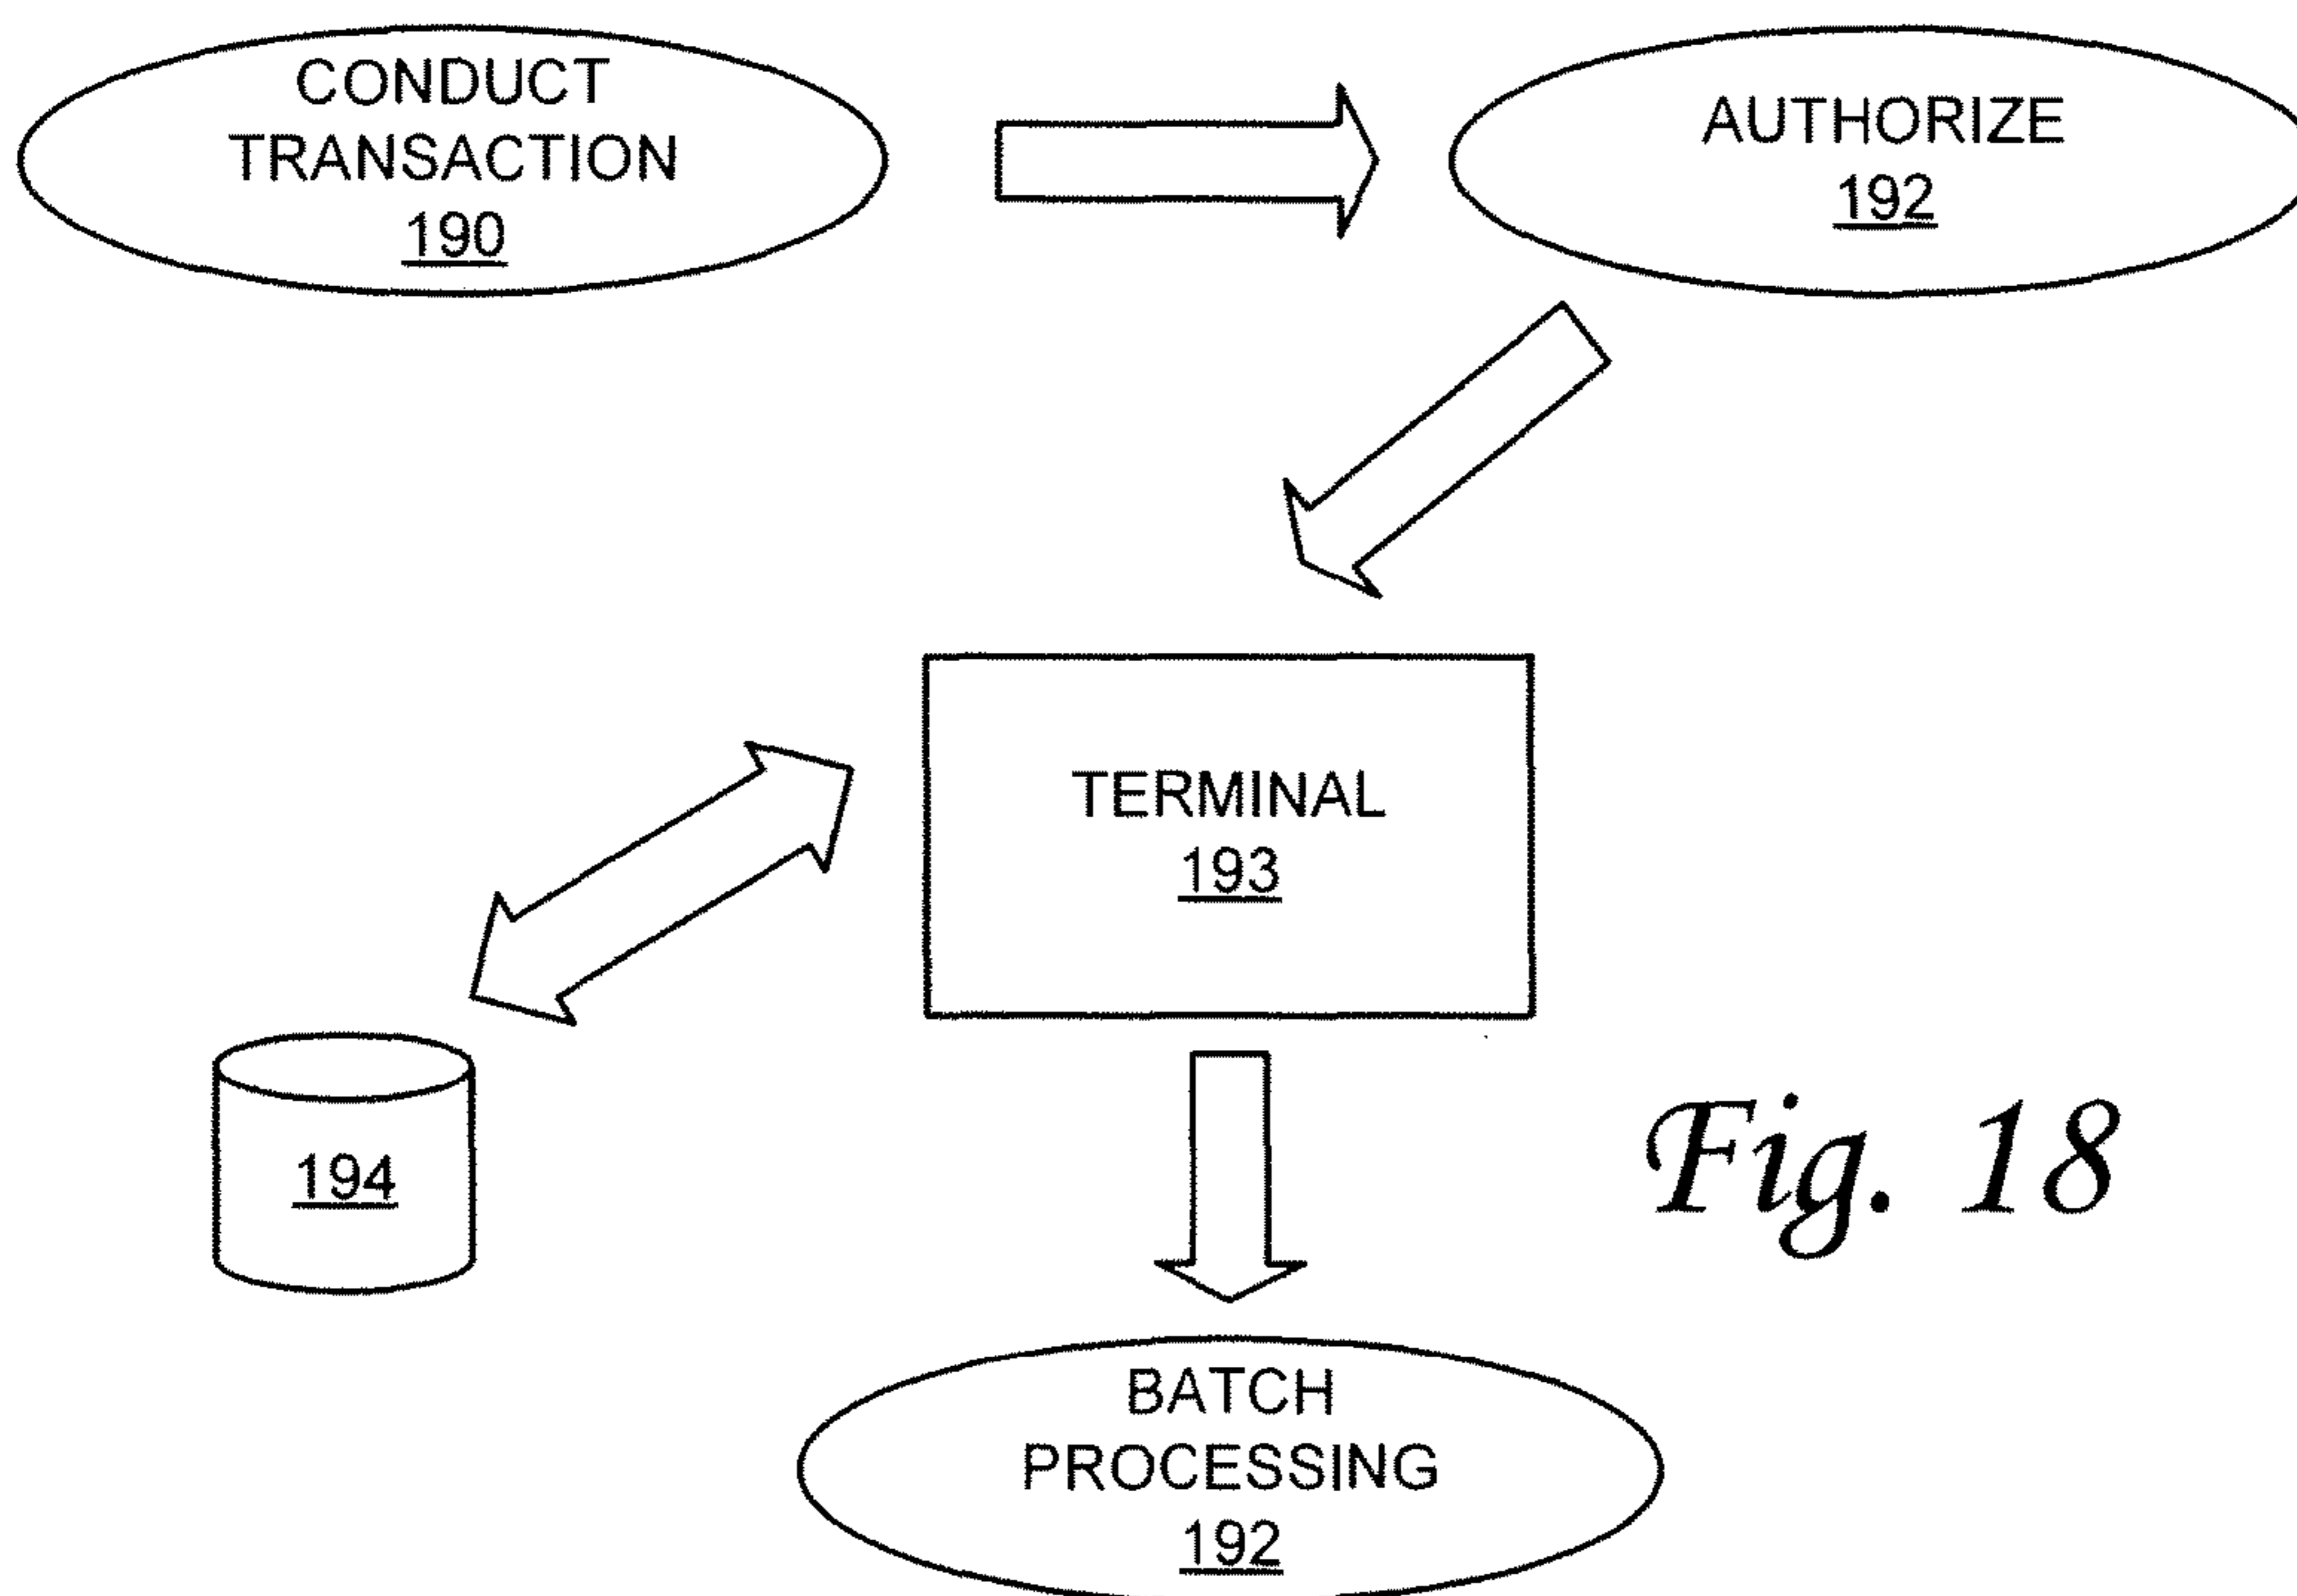 CONDUCT
TRANSACTION
190
AUTHORIZE
192
TERMINAL
193
194
Fig. 18
BATCH
PROCESSING
192